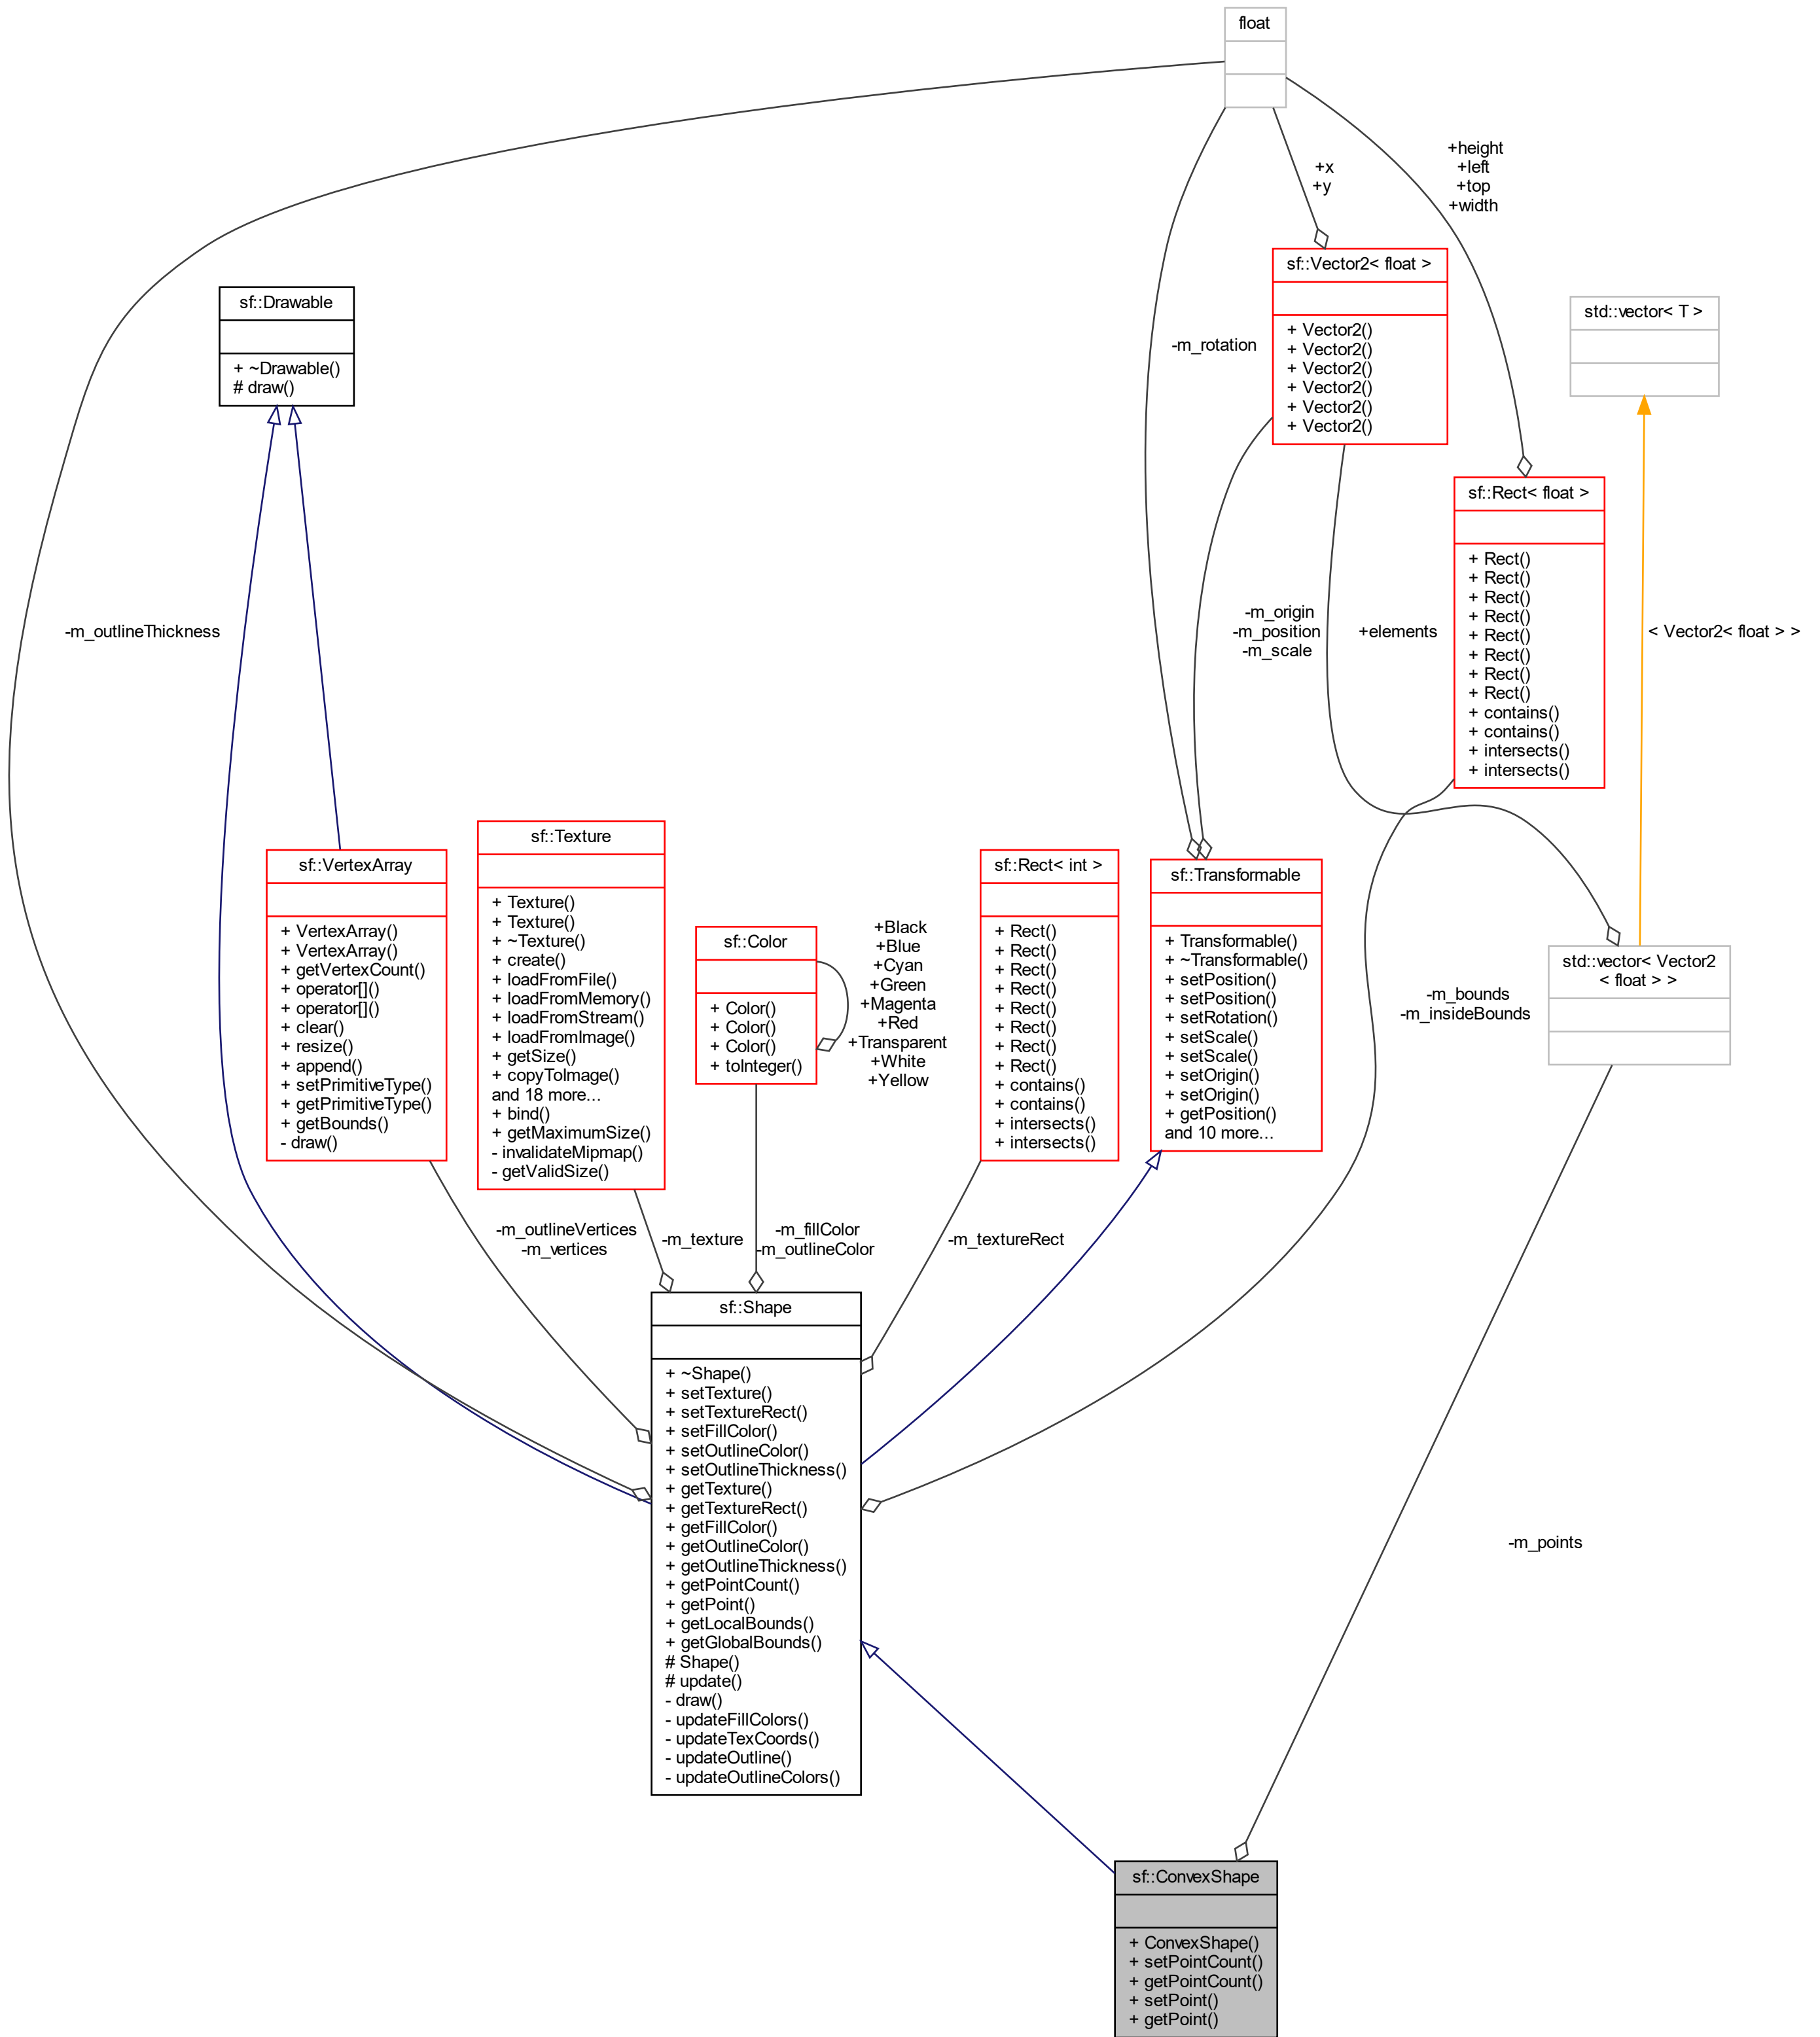 float
+height
+left
+top
+width
+x
+y
sf::Vector2< float >
+ Vector2()
+ Vector2()
+ Vector2()
+ Vector2()
+ Vector2()
+ Vector2()
sf::Drawable
+ ~Drawable()
# draw()
std::vector< T >
-m_rotation
sf::Rect< float >
+ Rect()
+ Rect()
+ Rect()
+ Rect()
+ Rect()
+ Rect()
+ Rect()
+ Rect()
+ contains()
+ contains()
+ intersects()
+ intersects()
-m_outlineThickness
-m_origin
-m_position
-m_scale
+elements
< Vector2< float > >
sf::VertexArray
+ VertexArray()
+ VertexArray()
+ getVertexCount()
+ operator[]()
+ operator[]()
+ clear()
+ resize()
+ append()
+ setPrimitiveType()
+ getPrimitiveType()
+ getBounds()
- draw()
sf::Texture
+ Texture()
+ Texture()
+ ~Texture()
+ create()
+ loadFromFile()
+ loadFromMemory()
+ loadFromStream()
+ loadFromImage()
+ getSize()
+ copyToImage()
and 18 more...
+ bind()
+ getMaximumSize()
- invalidateMipmap()
- getValidSize()
sf::Color
+ Color()
+ Color()
+ Color()
+ toInteger()
+Black
+Blue
+Cyan
+Green
+Magenta
+Red
+Transparent
+White
+Yellow
sf::Rect< int >
+ Rect()
+ Rect()
+ Rect()
+ Rect()
+ Rect()
+ Rect()
+ Rect()
+ Rect()
+ contains()
+ contains()
+ intersects()
+ intersects()
sf::Transformable
+ Transformable()
+ ~Transformable()
+ setPosition()
+ setPosition()
+ setRotation()
+ setScale()
+ setScale()
+ setOrigin()
+ setOrigin()
+ getPosition()
and 10 more...
-m_bounds
-m_insideBounds
std::vector< Vector2
< float > >
-m_outlineVertices
-m_vertices
-m_texture
-m_fillColor
-m_outlineColor
-m_textureRect
sf::Shape
+ ~Shape()
+ setTexture()
+ setTextureRect()
+ setFillColor()
+ setOutlineColor()
+ setOutlineThickness()
+ getTexture()
+ getTextureRect()
+ getFillColor()
+ getOutlineColor()
+ getOutlineThickness()
+ getPointCount()
+ getPoint()
+ getLocalBounds()
+ getGlobalBounds()
# Shape()
# update()
- draw()
- updateFillColors()
- updateTexCoords()
- updateOutline()
- updateOutlineColors()
-m_points
sf::ConvexShape
+ ConvexShape()
+ setPointCount()
+ getPointCount()
+ setPoint()
+ getPoint()